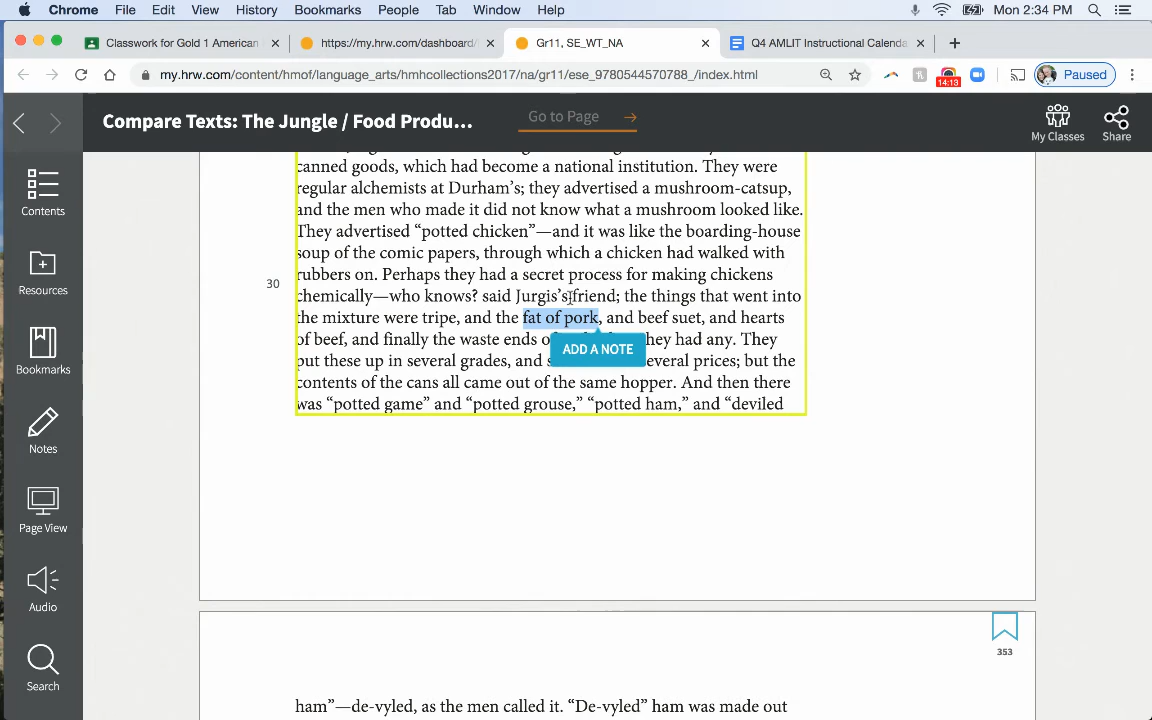 Chrome File Edit View History Bookmarks People Tab Window Help Mon 2:34 PM
Classwork for Gold 1 American https://my.hrw.com/dashboard/ Gr11, SE_WT_NA Q4 AMLIT Instructional Calenda
my.hrw.com/content/hmof/language_arts/hmhcollections2017/na/gr11/ese_9780544570788_/index.html 14:13 Paused
Compare Texts: The Jungle / Food Produ... Go to Page My Classes Share
Contents
Resources
Bookmarks
Notes
Page View
Audio
Search
canned goods, which had become a national institution. They were
regular alchemists at Durham’s; they advertised a mushroom-catsup,
and the men who made it did not know what a mushroom looked like.
They advertised “potted chicken”—and it was like the boarding-house
soup of the comic papers, through which a chicken had walked with
rubbers on. Perhaps they had a secret process for making chickens
30 chemically—who knows? said Jurgis’s friend; the things that went into
the mixture were tripe, and the fat of pork, and beef suet, and hearts
of beef, and finally the waste ends they had any. They
put these up in several grades, and several prices; but the
contents of the cans all came out of the same hopper. And then there
was “potted game” and “potted grouse,” “potted ham,” and “deviled
ADD A NOTE
353
ham”—de-vyled, as the men called it. “De-vyled” ham was made out